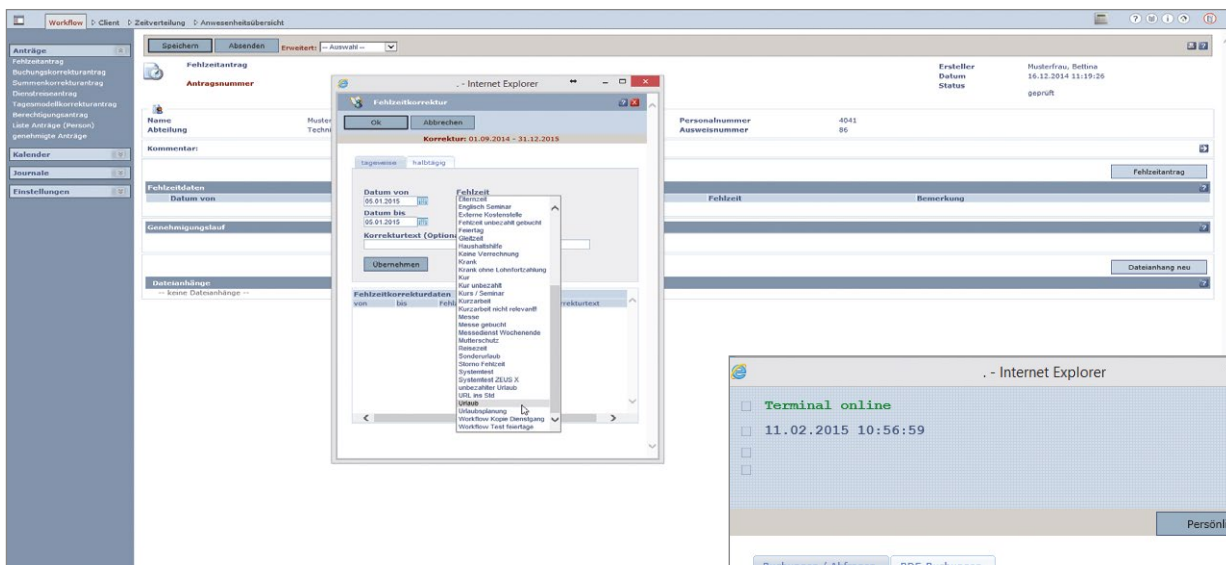 Workflow Client Zeitverteilung Anwesenheitsübersicht
Anträge
Fehlzeitantrag
Buchungskorrekturantrag
Summenkorrekturantrag
Dienstreiseantrag
Tagesmodellkorrekturantrag
Berechtigungsantrag
Liste Anträge (Person)
genehmigte Anträge
Kalender
Journale
Einstellungen
Speichern Absenden Erweitert: -- Auswahl --
Fehlzeitantrag
Antragsnummer
Ersteller Musterfrau, Bettina
Datum 16.12.2014 11:19:26
Status geprüft
Name Muster
Abteilung Techni
Personalnummer 4041
Ausweisnummer 86
Kommentar:
Fehlzeitantrag
Fehlzeitdaten
Datum von Fehlzeit Bemerkung
Genehmigungslauf
Dateianhang neu
Dateianhänge
-- keine Dateianhänge --
. - Internet Explorer
Fehlzeitkorrektur
Ok Abbrechen
Korrektur: 01.09.2014 - 31.12.2015
tageweise halbtägig
Datum von Fehlzeit
05.01.2015
Datum bis
05.01.2015
Korrekturtext (Optiona
Übernehmen
Fehlzeitkorrekturdaten
von bis Fehl rrekturtext
Elternzeit
Englisch Seminar
Externe Kostenstelle
Fehlzeit unbezahlt gebucht
Feiertag
Gleitzeit
Haushaltshilfe
Keine Verrechnung
Krank
Krank ohne Lohnfortzahlung
Kur
Kur unbezahlt
Kurs / Seminar
Kurzarbeit
Kurzarbeit nicht relevant!!
Messe
Messe gebucht
Messedienst Wochenende
Mutterschutz
Reisezeit
Sonderurlaub
Storno Fehlzeit
Systemtest
Systemtest ZEUS X
unbezahlter Urlaub
URL ins Std
Urlaub
Urlaubsplanung
Workflow Kopie Dienstgang
Workflow Test feiertage
. - Internet Explorer
Terminal online
11.02.2015 10:56:59
Persönl